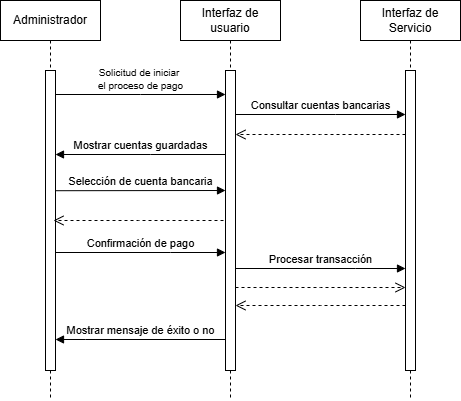 Administrador
Interfaz de
usuario
Interfaz de
Servicio
Solicitud de iniciar
el proceso de pago
Consultar cuentas bancarias
Mostrar cuentas guardadas
Selección de cuenta bancaria
Confirmación de pago
Procesar transacción
Mostrar mensaje de éxito o no